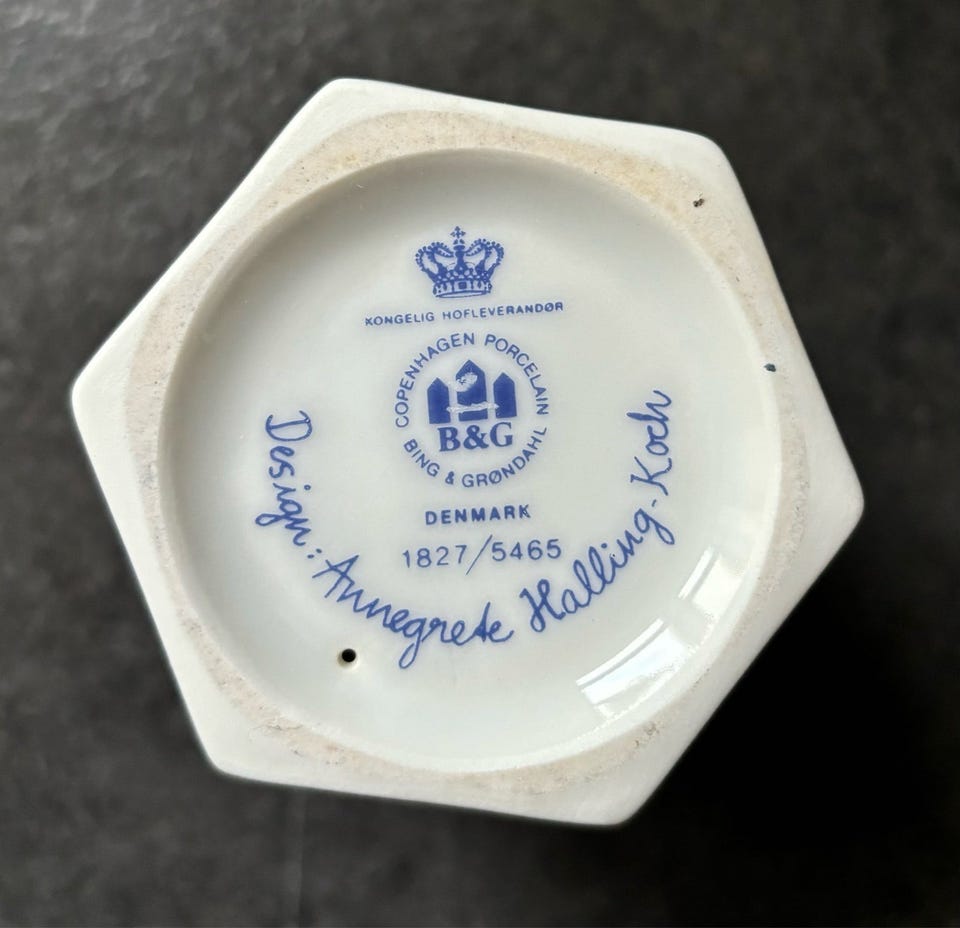 KONGELIG HOFLEVERANDØR
COPENHAGEN PORCELAIN
B&G
BING & GRØNDAHL
DENMARK
1827/5465
Design: Annegrete Halling-Koch